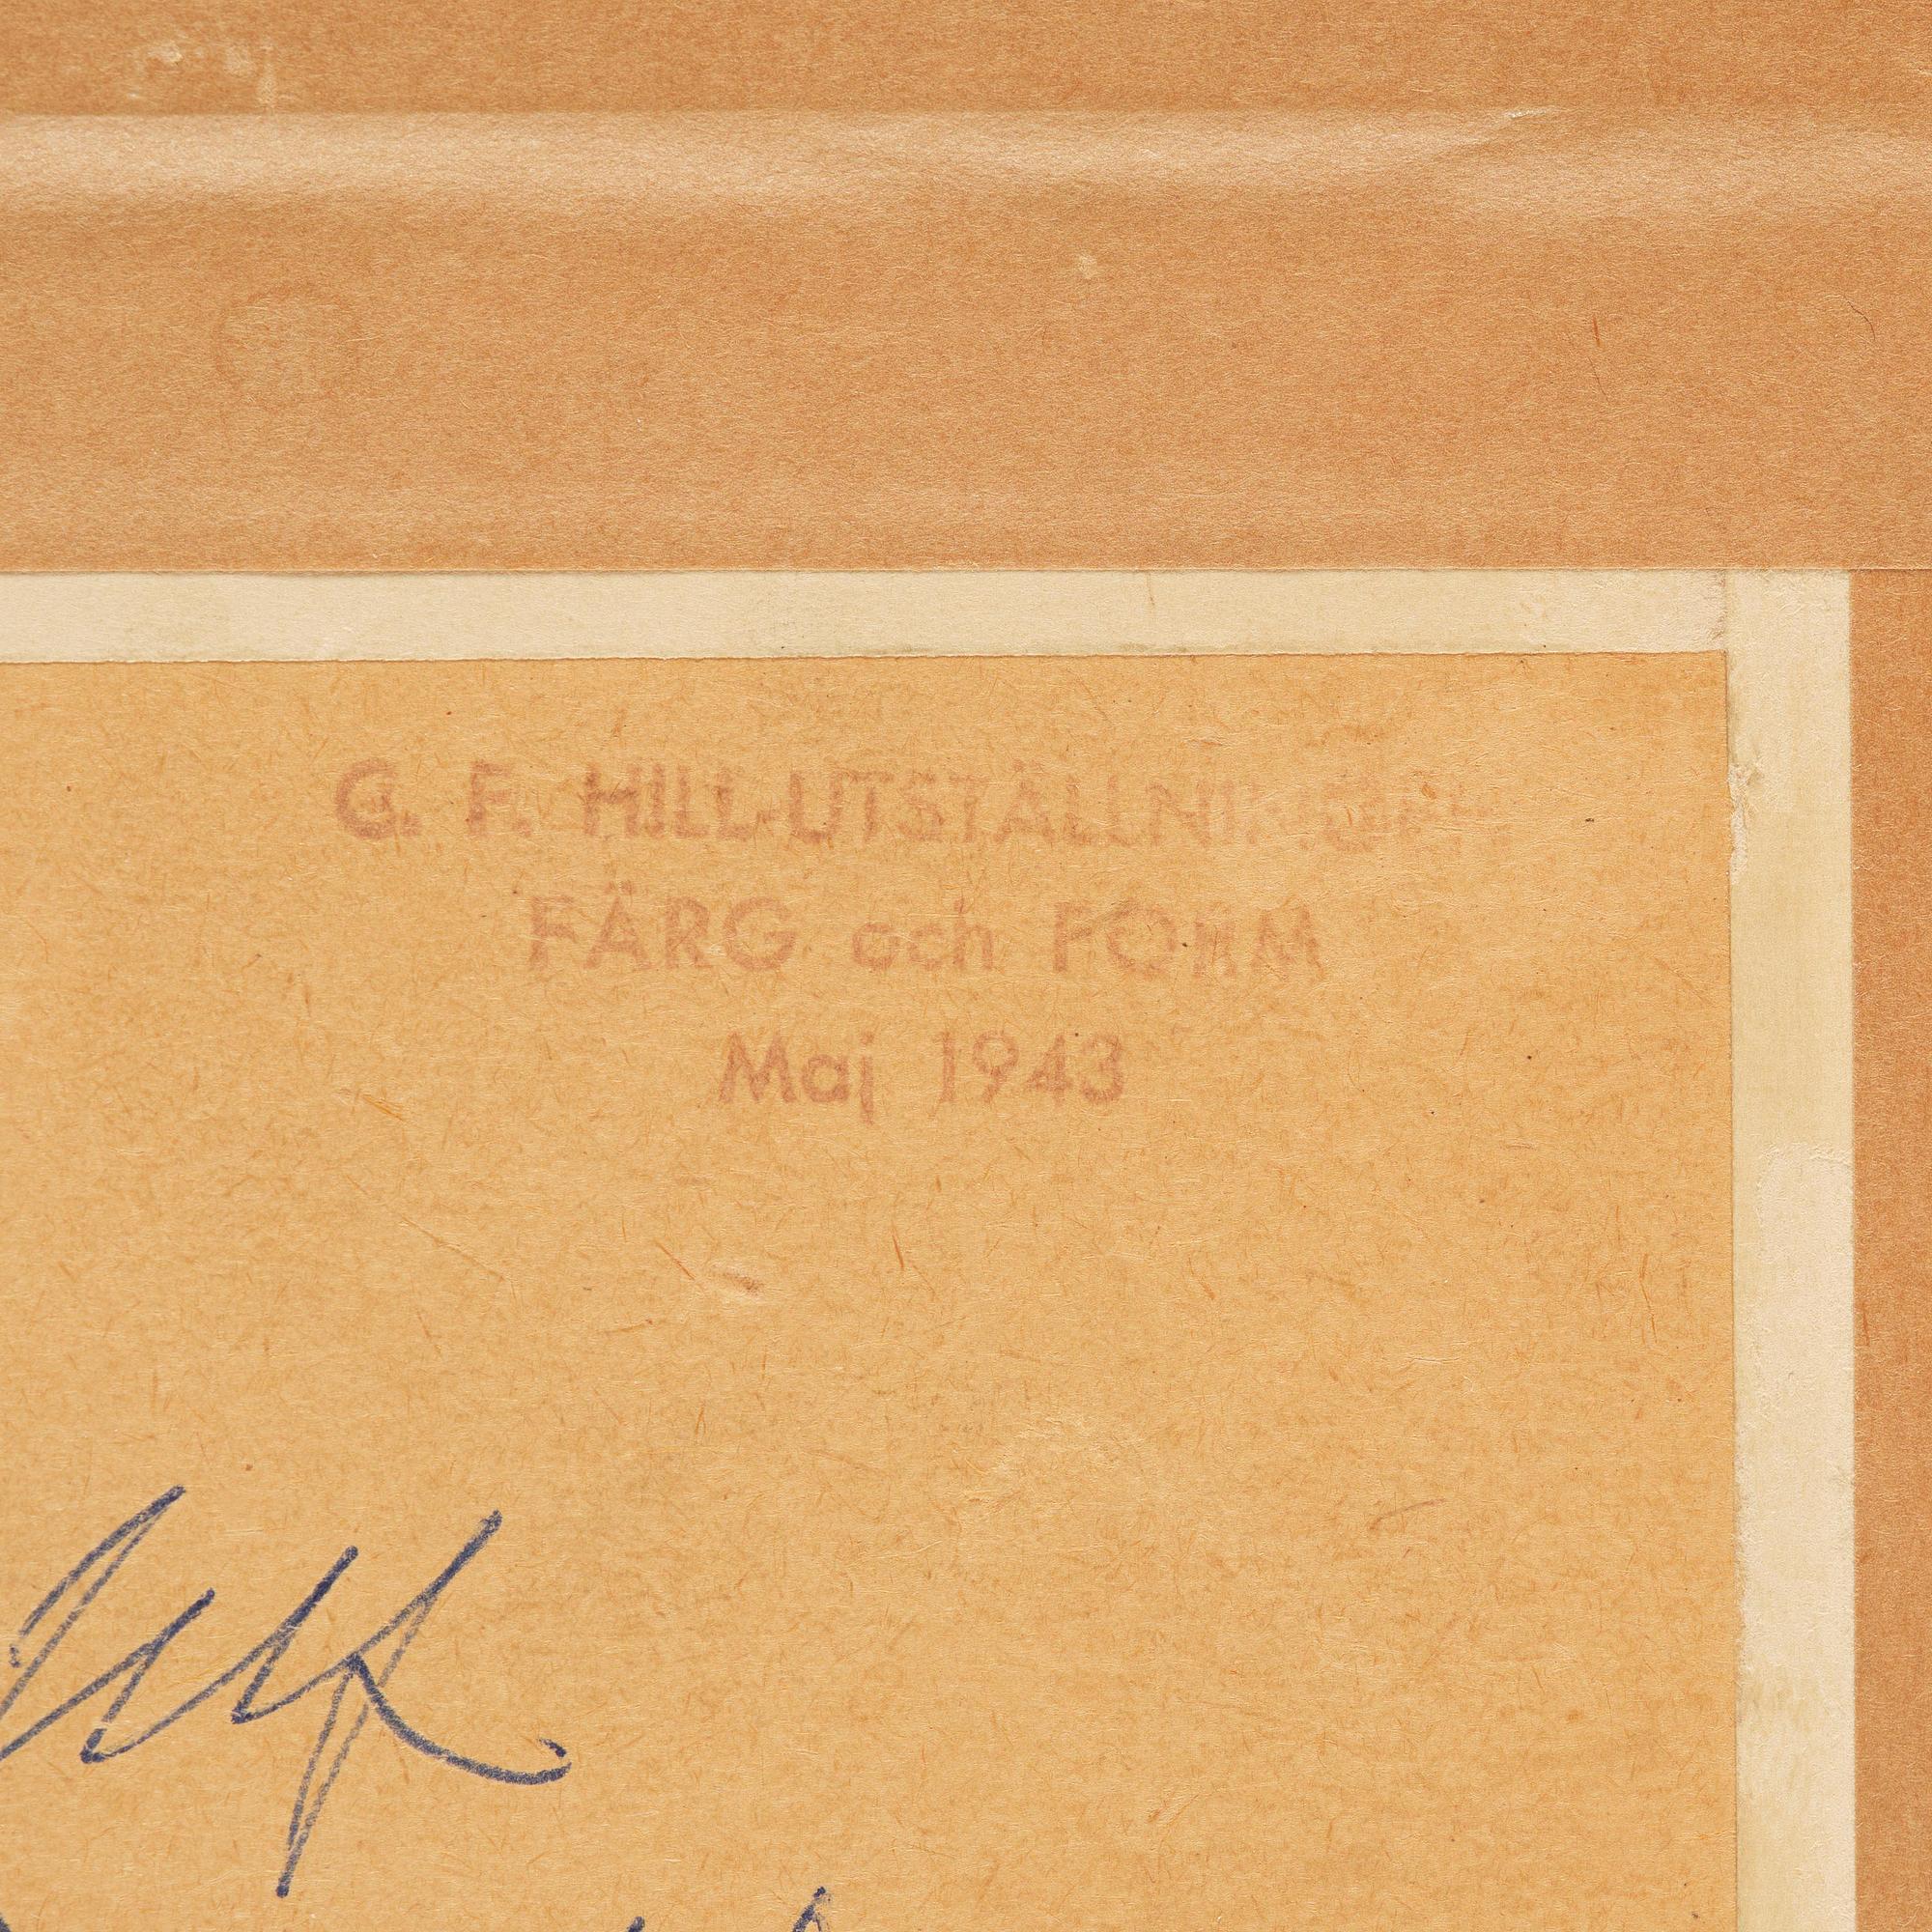 G. F. HILL-UTSTÄLLNINGEN
FÄRG och FORM
Maj 1943